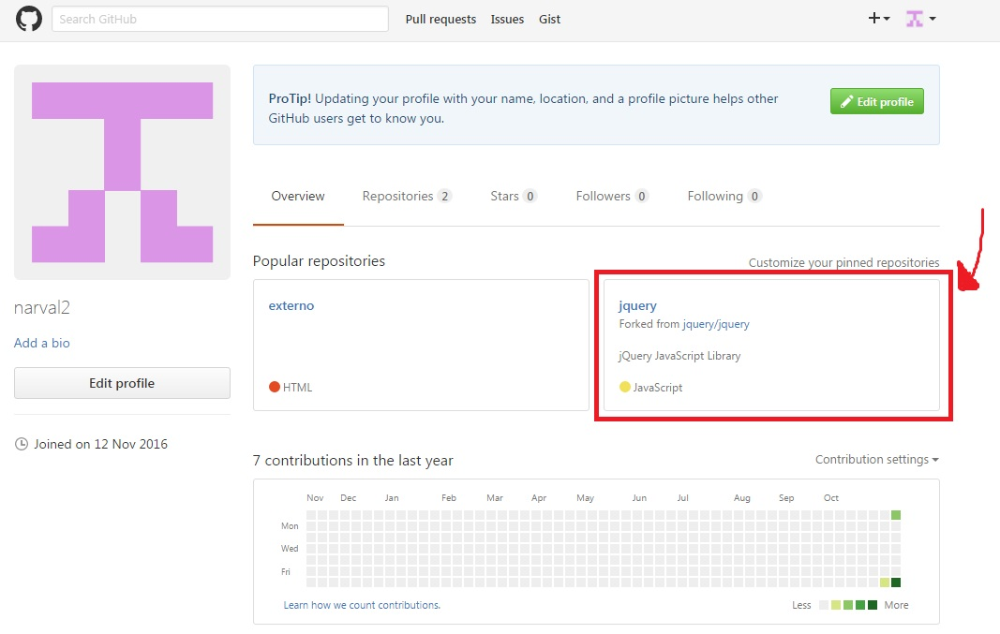 Search GitHub Pull requests Issues Gist
ProTip! Updating your profile with your name, location, and a profile picture helps other
GitHub users get to know you.
Edit profile
Overview Repositories 2 Stars 0 Followers 0 Following 0
narval2
Add a bio
Edit profile
Joined on 12 Nov 2016
Popular repositories Customize your pinned repositories
externo
HTML
jquery
Forked from jquery/jquery
jQuery JavaScript Library
JavaScript
7 contributions in the last year Contribution settings
Nov Dec Jan Feb Mar Apr May Jun Jul Aug Sep Oct
Mon
Wed
Fri
Learn how we count contributions. Less More